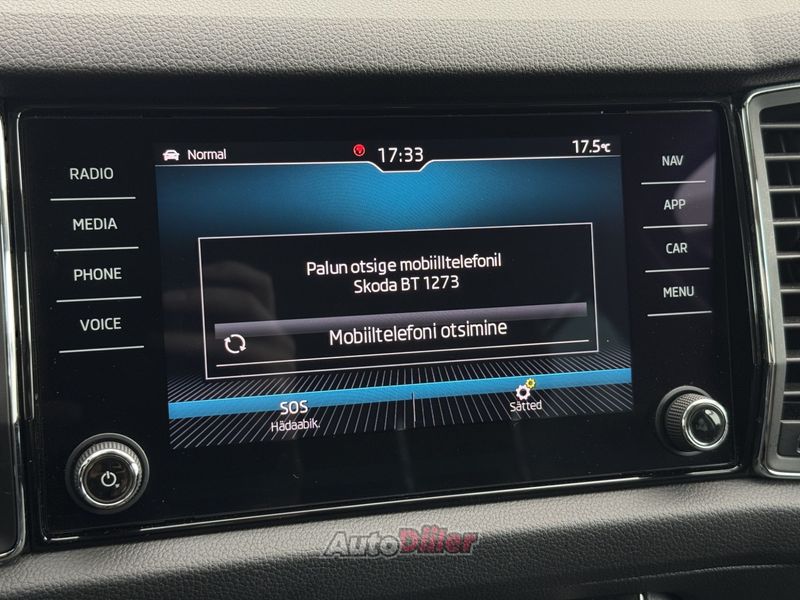 Normal
17:33
17.5°C
RADIO
MEDIA
PHONE
VOICE
NAV
APP
CAR
MENU
Palun otsige mobiilltelefonil
Skoda BT 1273
Mobiiltelefoni otsimine
SOS
Hädaabik.
Sätted
AutoDiiler